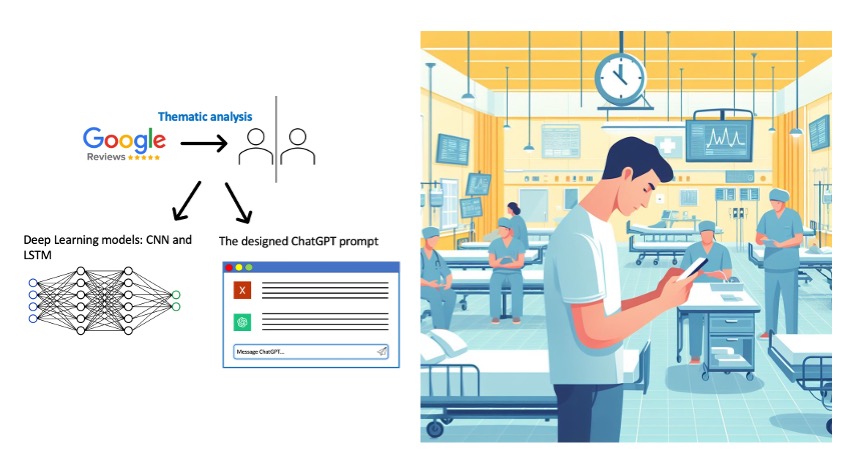 Thematic analysis
Google
Reviews
Deep Learning models: CNN and
LSTM
The designed ChatGPT prompt
X
Message ChatGPT...